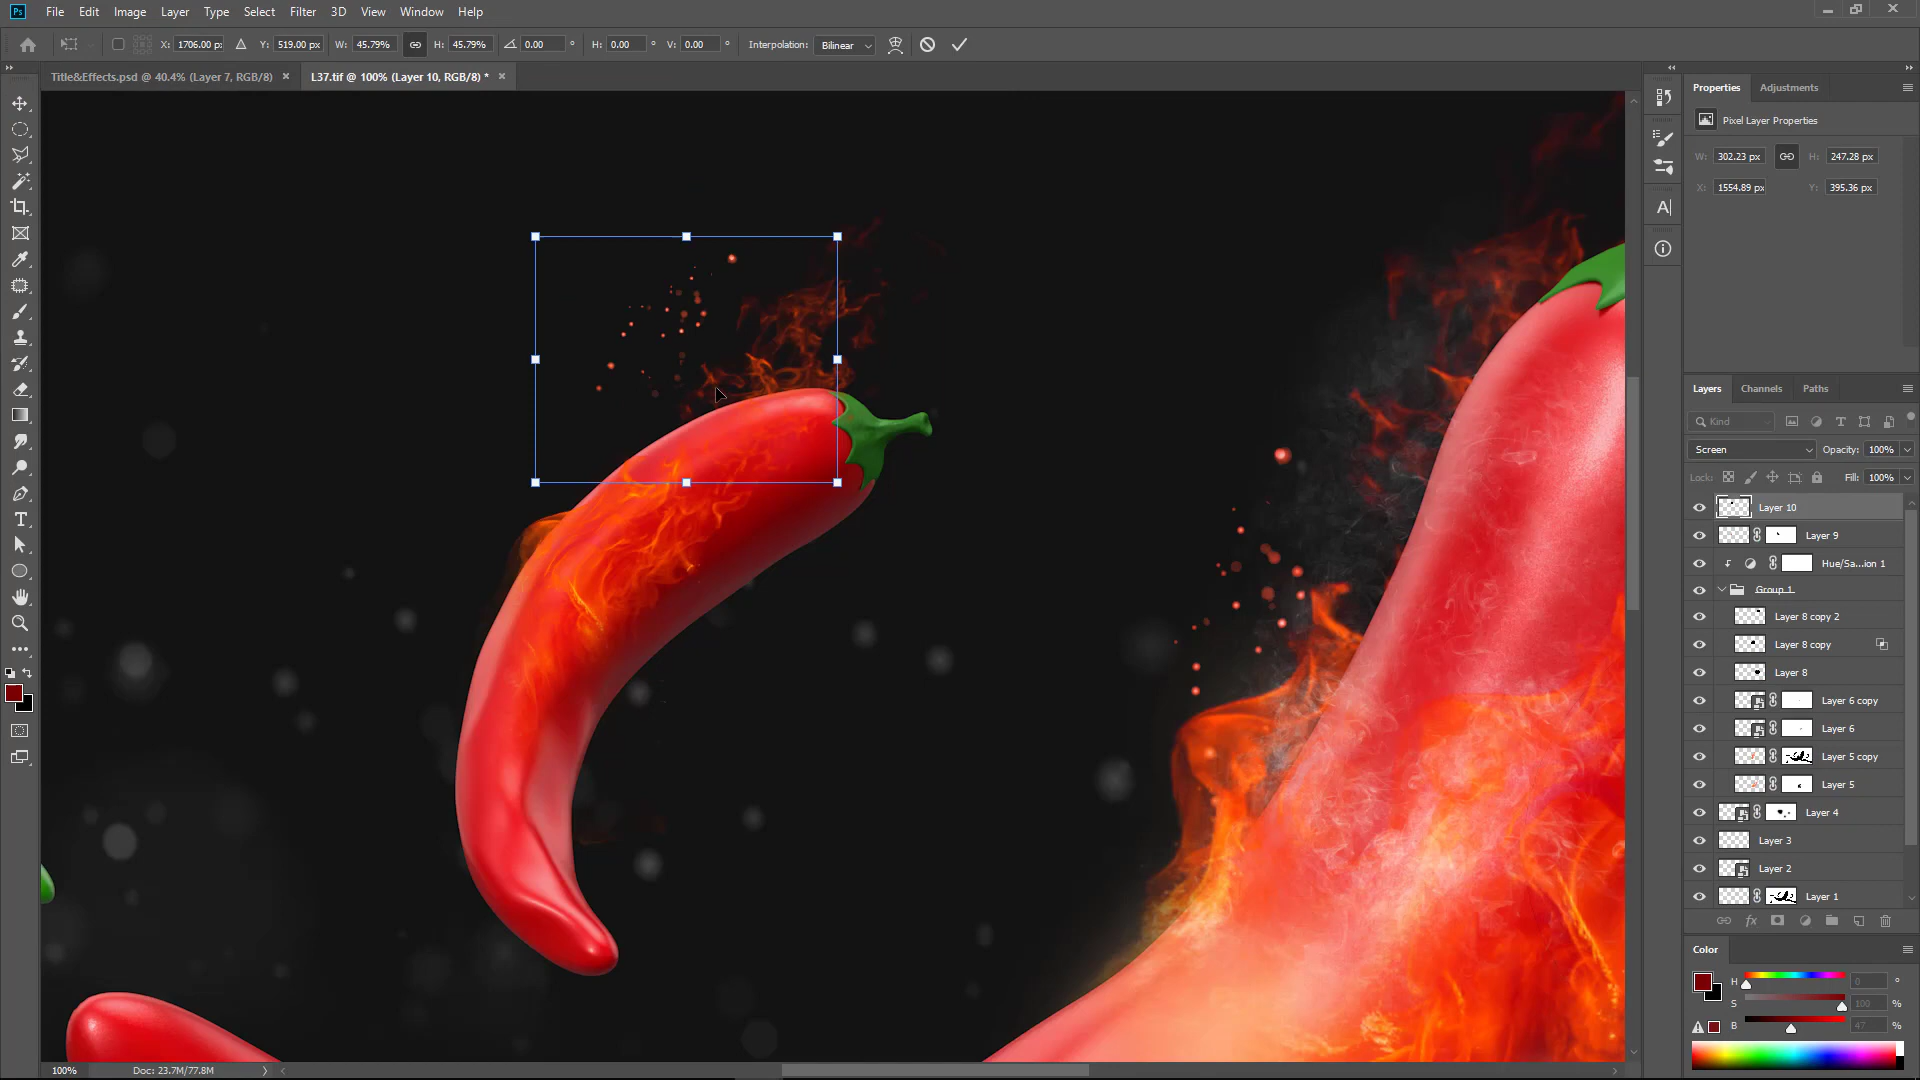 Ps File Edit Image Layer Type Select Filter 3D View Window Help
X: 1706.00 px Y: 519.00 px W: 45.79% H: 45.79% 0.00 ° H: 0.00 ° V: 0.00 ° Interpolation: Bilinear
Title&Effects.psd @ 40.4% (Layer 7, RGB/8) × L37.tif @ 100% (Layer 10, RGB/8) * ×
Properties Adjustments
Pixel Layer Properties
W: 302.23 px H: 247.28 px
X: 1554.89 px Y: 395.36 px
Layers Channels Paths
Kind
Screen Opacity: 100%
Lock: Fill: 100%
Layer 10
Layer 9
Hue/Sa...ion 1
Group 1
Layer 8 copy 2
Layer 8 copy
Layer 8
Layer 6 copy
Layer 6
Layer 5 copy
Layer 5
Layer 4
Layer 3
Layer 2
Layer 1
Color
H 0 °
S 100 %
B 47 %
100% Doc: 23.7M/77.8M